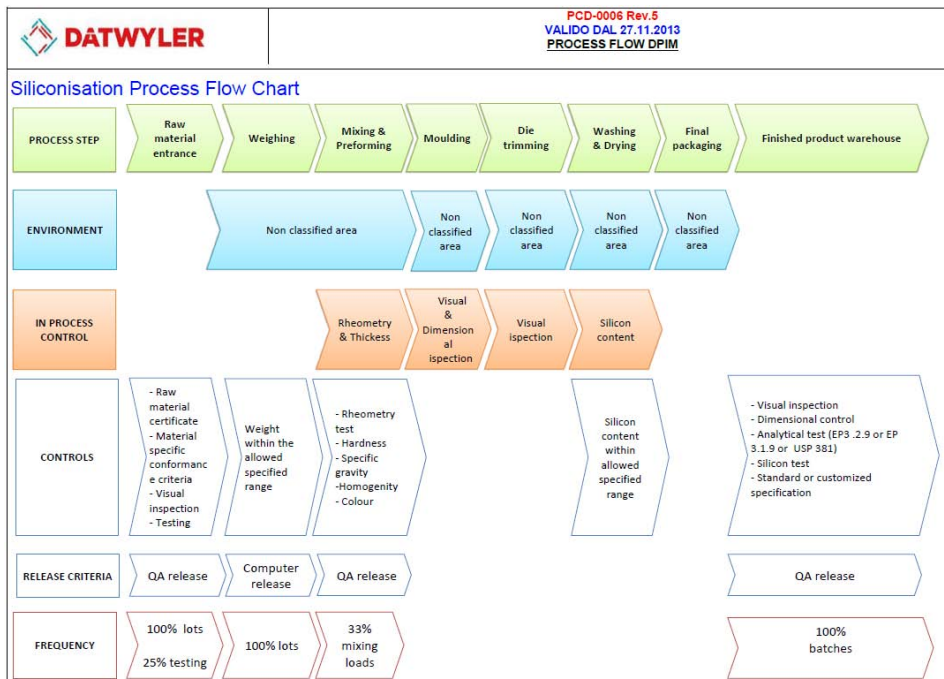 DATWYLER
PCD-0006 Rev.5
VALIDO DAL 27.11.2013
PROCESS FLOW DPIM
Siliconisation Process Flow Chart
PROCESS STEP
Raw
material
entrance
Weighing
Mixing &
Preforming
Moulding
Die
trimming
Washing
& Drying
Final
packaging
Finished product warehouse
ENVIRONMENT
Non classified area
Non
classified
area
Non
classified
area
Non
classified
area
Non
classified
area
IN PROCESS
CONTROL
Rheometry
& Thickess
Visual
&
Dimension
al
ispection
Visual
ispection
Silicon
content
CONTROLS
- Raw
material
certificate
- Material
specific
conformanc
e criteria
- Visual
inspection
- Testing
Weight
within the
allowed
specified
range
- Rheometry
test
- Hardness
- Specific
gravity
-Homogenity
- Colour
Silicon
content
within
allowed
specified
range
- Visual inspection
- Dimensional control
- Analytical test (EP3 .2.9 or EP
3.1.9 or USP 381)
- Silicon test
- Standard or customized
specification
RELEASE CRITERIA
QA release
Computer
release
QA release
QA release
FREQUENCY
100% lots
25% testing
100% lots
33%
mixing
loads
100%
batches